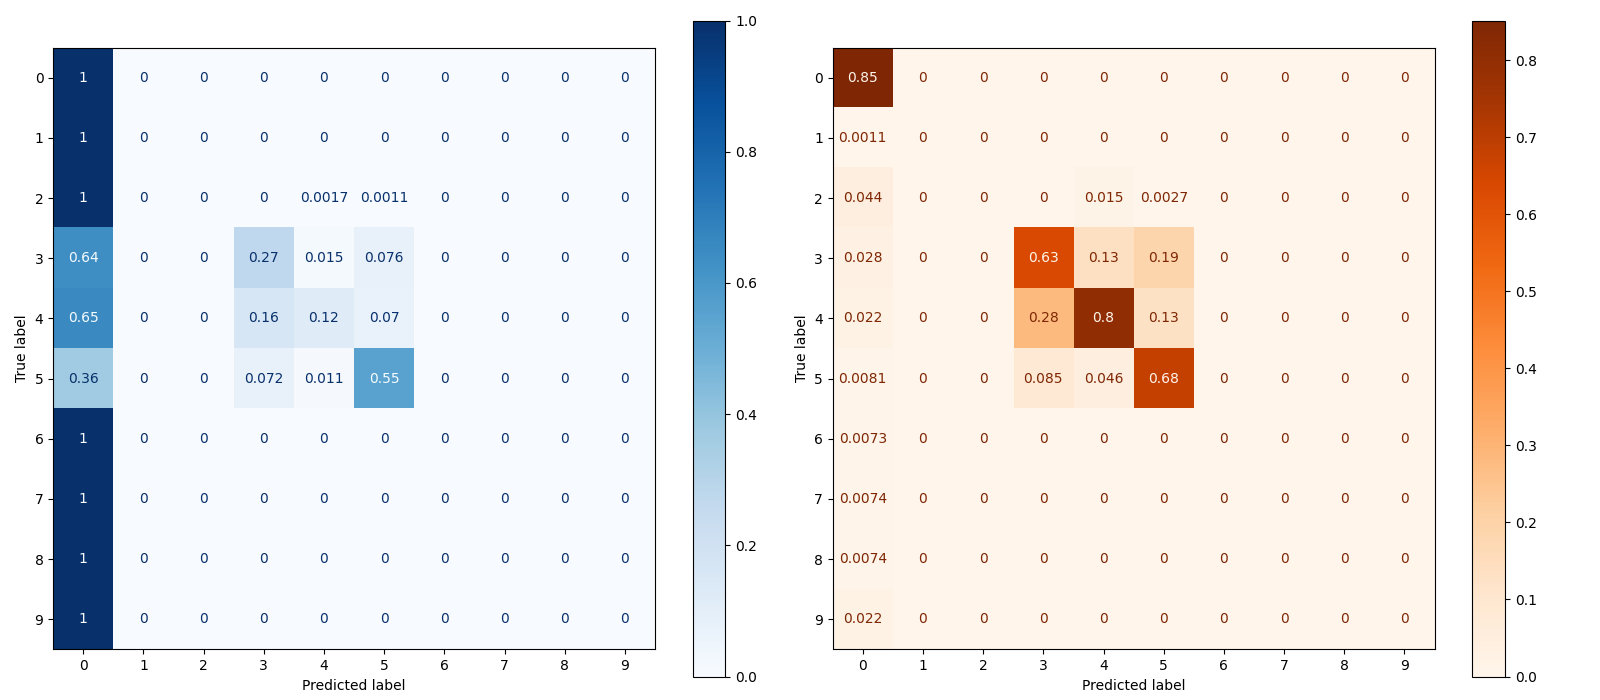 0 1 0 0 0 0 0 0 0 0 0
1 1 0 0 0 0 0 0 0 0 0
2 1 0 0 0 0.0017 0.0011 0 0 0 0
3 0.64 0 0 0.27 0.015 0.076 0 0 0 0
4 0.65 0 0 0.16 0.12 0.07 0 0 0 0
5 0.36 0 0 0.072 0.011 0.55 0 0 0 0
6 1 0 0 0 0 0 0 0 0 0
7 1 0 0 0 0 0 0 0 0 0
8 1 0 0 0 0 0 0 0 0 0
9 1 0 0 0 0 0 0 0 0 0
0 1 2 3 4 5 6 7 8 9
Predicted label
True label
1.0
0.8
0.6
0.4
0.2
0.0
0 0.85 0 0 0 0 0 0 0 0 0
1 0.0011 0 0 0 0 0 0 0 0 0
2 0.044 0 0 0 0.015 0.0027 0 0 0 0
3 0.028 0 0 0.63 0.13 0.19 0 0 0 0
4 0.022 0 0 0.28 0.8 0.13 0 0 0 0
5 0.0081 0 0 0.085 0.046 0.68 0 0 0 0
6 0.0073 0 0 0 0 0 0 0 0 0
7 0.0074 0 0 0 0 0 0 0 0 0
8 0.0074 0 0 0 0 0 0 0 0 0
9 0.022 0 0 0 0 0 0 0 0 0
0 1 2 3 4 5 6 7 8 9
Predicted label
True label
0.8
0.7
0.6
0.5
0.4
0.3
0.2
0.1
0.0